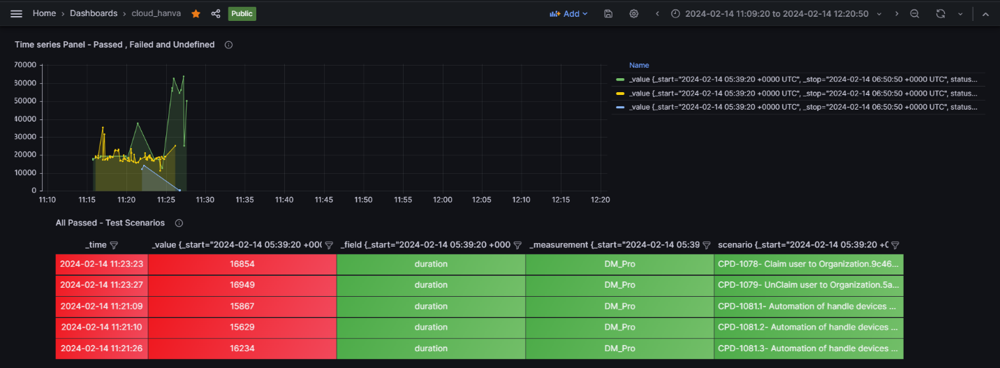 Home > Dashboards > cloud_hanva Public Add 2024-02-14 11:09:20 to 2024-02-14 12:20:50
Time series Panel - Passed , Failed and Undefined
70000
60000
50000
40000
30000
20000
10000
0
11:10 11:15 11:20 11:25 11:30 11:35 11:40 11:45 11:50 11:55 12:00 12:05 12:10 12:15 12:20
Name
_value {_start="2024-02-14 05:39:20 +0000 UTC", _stop="2024-02-14 06:50:50 +0000 UTC", status...
_value {_start="2024-02-14 05:39:20 +0000 UTC", _stop="2024-02-14 06:50:50 +0000 UTC", status...
_value {_start="2024-02-14 05:39:20 +0000 UTC", _stop="2024-02-14 06:50:50 +0000 UTC", status...
All Passed - Test Scenarios
_time _value {_start="2024-02-14 05:39:20 +000 _field {_start="2024-02-14 05:39:20 +000 _measurement {_start="2024-02-14 05:39 scenario {_start="2024-02-14 05:39:20 +0
2024-02-14 11:23:23 16854 duration DM_Pro CPD-1078- Claim user to Organization.9c46...
2024-02-14 11:23:27 16949 duration DM_Pro CPD-1079- UnClaim user to Organization.5a...
2024-02-14 11:21:09 15867 duration DM_Pro CPD-1081.1- Automation of handle devices ...
2024-02-14 11:21:10 15629 duration DM_Pro CPD-1081.2- Automation of handle devices ...
2024-02-14 11:21:26 16234 duration DM_Pro CPD-1081.3- Automation of handle devices ...